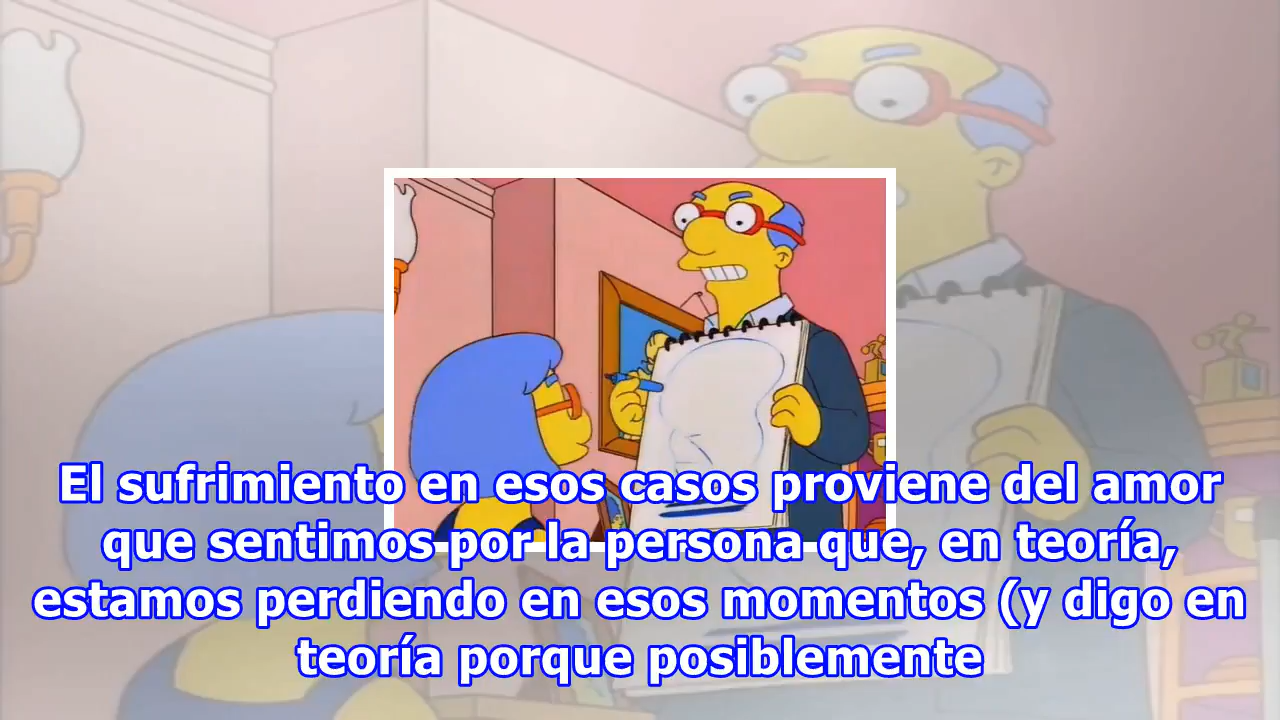 El sufrimiento en esos casos proviene del amor
que sentimos por la persona que, en teoría,
estamos perdiendo en esos momentos (y digo en
teoría porque posiblemente